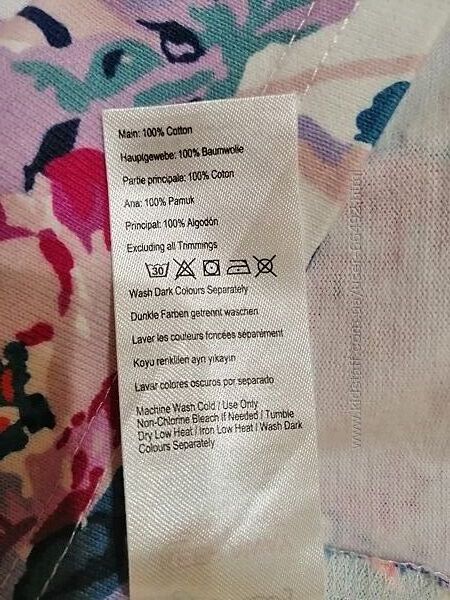 Main: 100% Cotton
Hauptgewebe: 100% Baumwolle
Partie principale: 100% Coton
Ana: 100% Pamuk
Principal: 100% Algodón
Excluding all Trimmings
30
Wash Dark Colours Separately
Dunkle Farben getrennt waschen
Laver les couleurs foncées séparément
Koyu renklilen ayrı yıkayin
Lavar colores oscuros por separado
Machine Wash Cold / Use Only
Non-Chlorine Bleach If Needed / Tumble
Dry Low Heat / Iron Low Heat / Wash Dark
Colours Separately